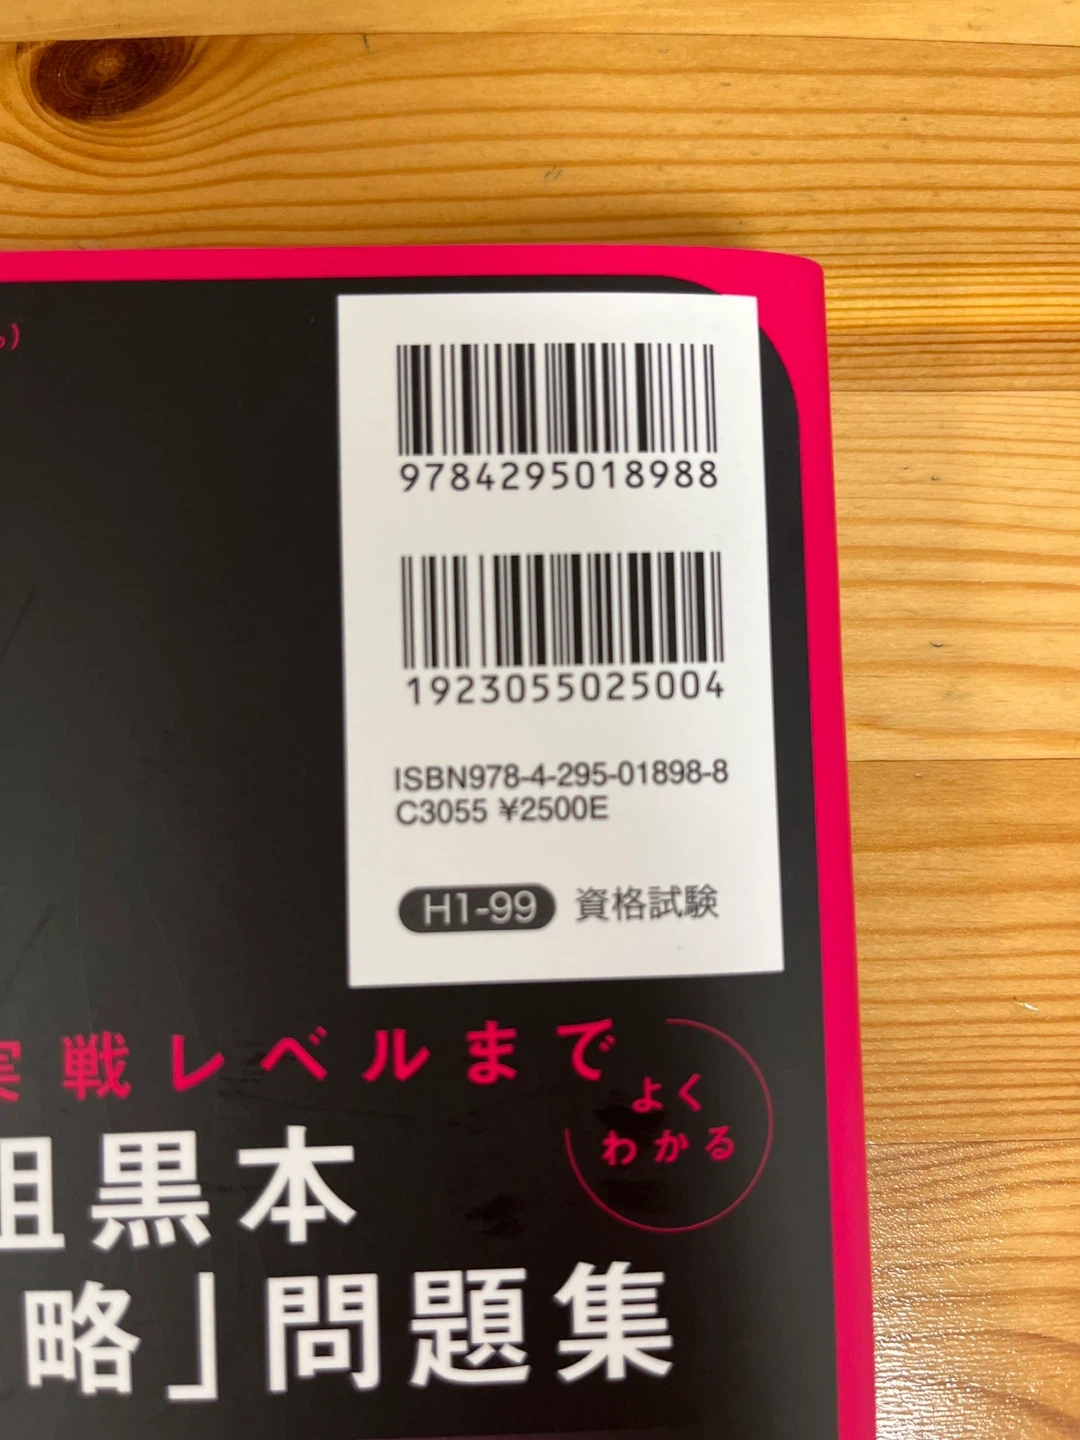 9784295018988
1923055025004
ISBN978-4-295-01898-8
C3055 ¥2500E
H1-99 資格試験
実戦レベルまで
よく
わかる
黒本
略」問題集